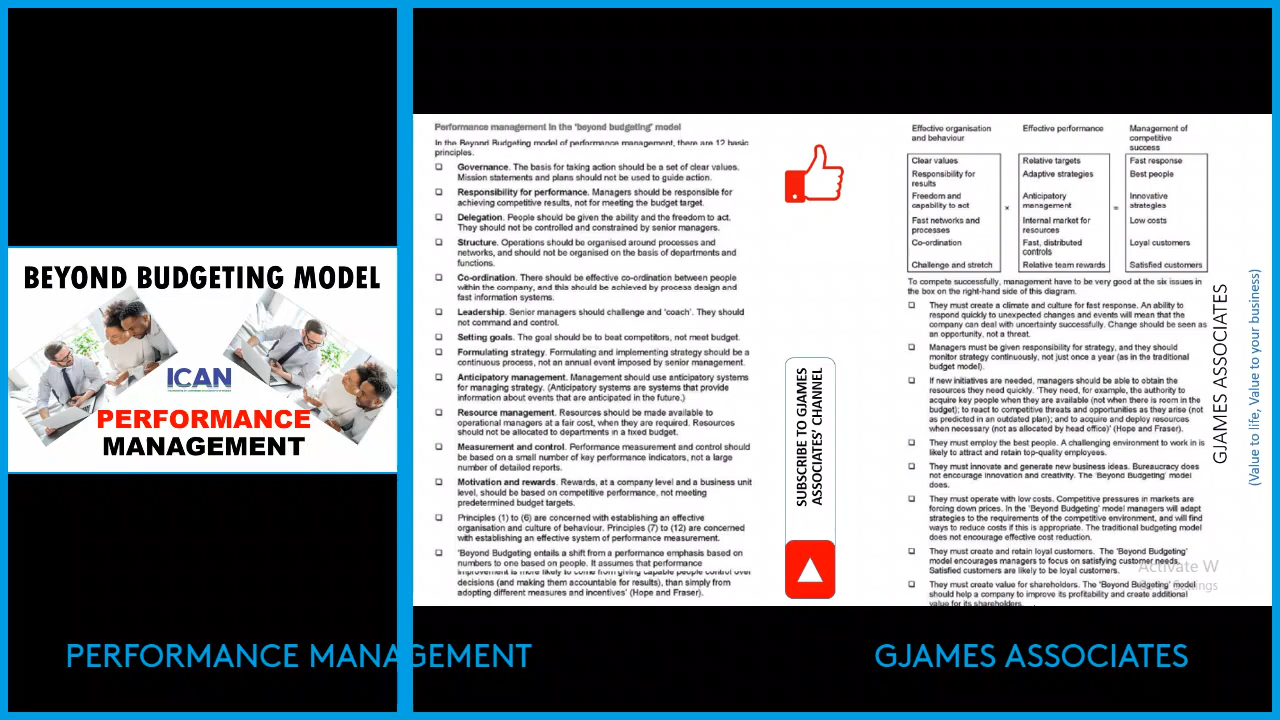 BEYOND BUDGETING MODEL
ICAN
PERFORMANCE
MANAGEMENT
Performance management in the 'beyond budgeting' model
In the Beyond Budgeting model of performance management, there are 12 basic
principles.
❑ Governance. The basis for taking action should be a set of clear values.
Mission statements and plans should not be used to guide action.
❑ Responsibility for performance. Managers should be responsible for
achieving competitive results, not for meeting the budget target.
❑ Delegation. People should be given the ability and the freedom to act.
They should not be controlled and constrained by senior managers.
❑ Structure. Operations should be organised around processes and
networks, and should not be organised on the basis of departments and
functions.
❑ Co-ordination. There should be effective co-ordination between people
within the company, and this should be achieved by process design and
fast information systems.
❑ Leadership. Senior managers should challenge and 'coach'. They should
not command and control.
❑ Setting goals. The goal should be to beat competitors, not meet budget.
❑ Formulating strategy. Formulating and implementing strategy should be a
continuous process, not an annual event imposed by senior management.
❑ Anticipatory management. Management should use anticipatory systems
for managing strategy. (Anticipatory systems are systems that provide
information about events that are anticipated in the future.)
❑ Resource management. Resources should be made available to
operational managers at a fair cost, when they are required. Resources
should not be allocated to departments in a fixed budget.
❑ Measurement and control. Performance measurement and control should
be based on a small number of key performance indicators, not a large
number of detailed reports.
❑ Motivation and rewards. Rewards, at a company level and a business unit
level, should be based on competitive performance, not meeting
predetermined budget targets.
❑ Principles (1) to (6) are concerned with establishing an effective
organisation and culture of behaviour. Principles (7) to (12) are concerned
with establishing an effective system of performance measurement.
❑ 'Beyond Budgeting entails a shift from a performance emphasis based on
numbers to one based on people. It assumes that performance
improvement is more likely to come from giving capable people control over
decisions (and making them accountable for results), than simply from
adopting different measures and incentives' (Hope and Fraser).
SUBSCRIBE TO GJAMES
ASSOCIATES' CHANNEL
Effective organisation
and behaviour
Effective performance
Management of
competitive
success
Clear values
Relative targets
Fast response
Responsibility for
results
Adaptive strategies
Best people
Freedom and
capability to act
Anticipatory
management
Innovative
strategies
×
=
Fast networks and
processes
Internal market for
resources
Low costs
Co-ordination
Fast, distributed
controls
Loyal customers
Challenge and stretch
Relative team rewards
Satisfied customers
To compete successfully, management have to be very good at the six issues in
the box on the right-hand side of this diagram.
❑ They must create a climate and culture for fast response. An ability to
respond quickly to unexpected changes and events will mean that the
company can deal with uncertainty successfully. Change should be seen as
an opportunity, not a threat.
❑ Managers must be given responsibility for strategy, and they should
monitor strategy continuously, not just once a year (as in the traditional
budget model).
❑ If new initiatives are needed, managers should be able to obtain the
resources they need quickly. 'They need, for example, the authority to
acquire key people when they are available (not when there is room in the
budget); to react to competitive threats and opportunities as they arise (not
as predicted in an outdated plan); and to acquire and deploy resources
when necessary (not as allocated by head office)' (Hope and Fraser).
❑ They must employ the best people. A challenging environment to work in is
likely to attract and retain top-quality employees.
❑ They must innovate and generate new business ideas. Bureaucracy does
not encourage innovation and creativity. The 'Beyond Budgeting' model
does.
❑ They must operate with low costs. Competitive pressures in markets are
forcing down prices. In the 'Beyond Budgeting' model managers will adapt
strategies to the requirements of the competitive environment, and will find
ways to reduce costs if this is appropriate. The traditional budgeting model
does not encourage effective cost reduction.
❑ They must create and retain loyal customers. The 'Beyond Budgeting'
model encourages managers to focus on satisfying customer needs.
Satisfied customers are likely to be loyal customers.
❑ They must create value for shareholders. The 'Beyond Budgeting' model
should help a company to improve its profitability and create additional
value for its shareholders.
Activate W
GJAMES ASSOCIATES
(Value to life, Value to your business)
PERFORMANCE MANAGEMENT
GJAMES ASSOCIATES